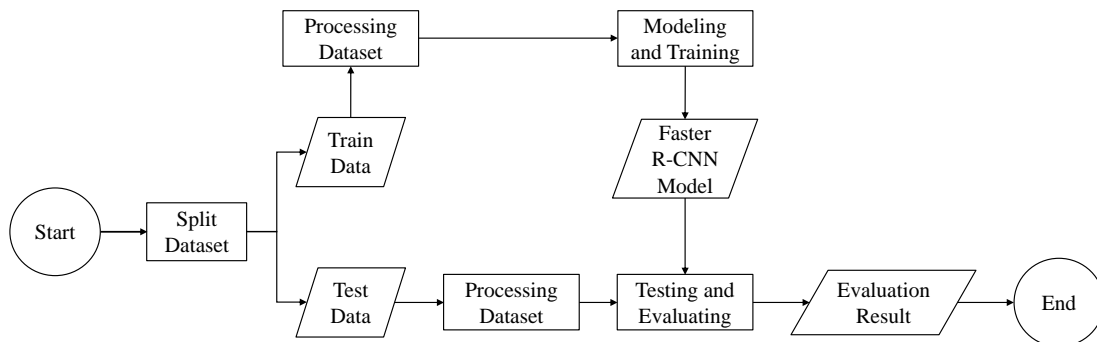 Start
Split
Dataset
Train
Data
Processing
Dataset
Modeling
and Training
Faster
R-CNN
Model
Test
Data
Processing
Dataset
Testing and
Evaluating
Evaluation
Result
End